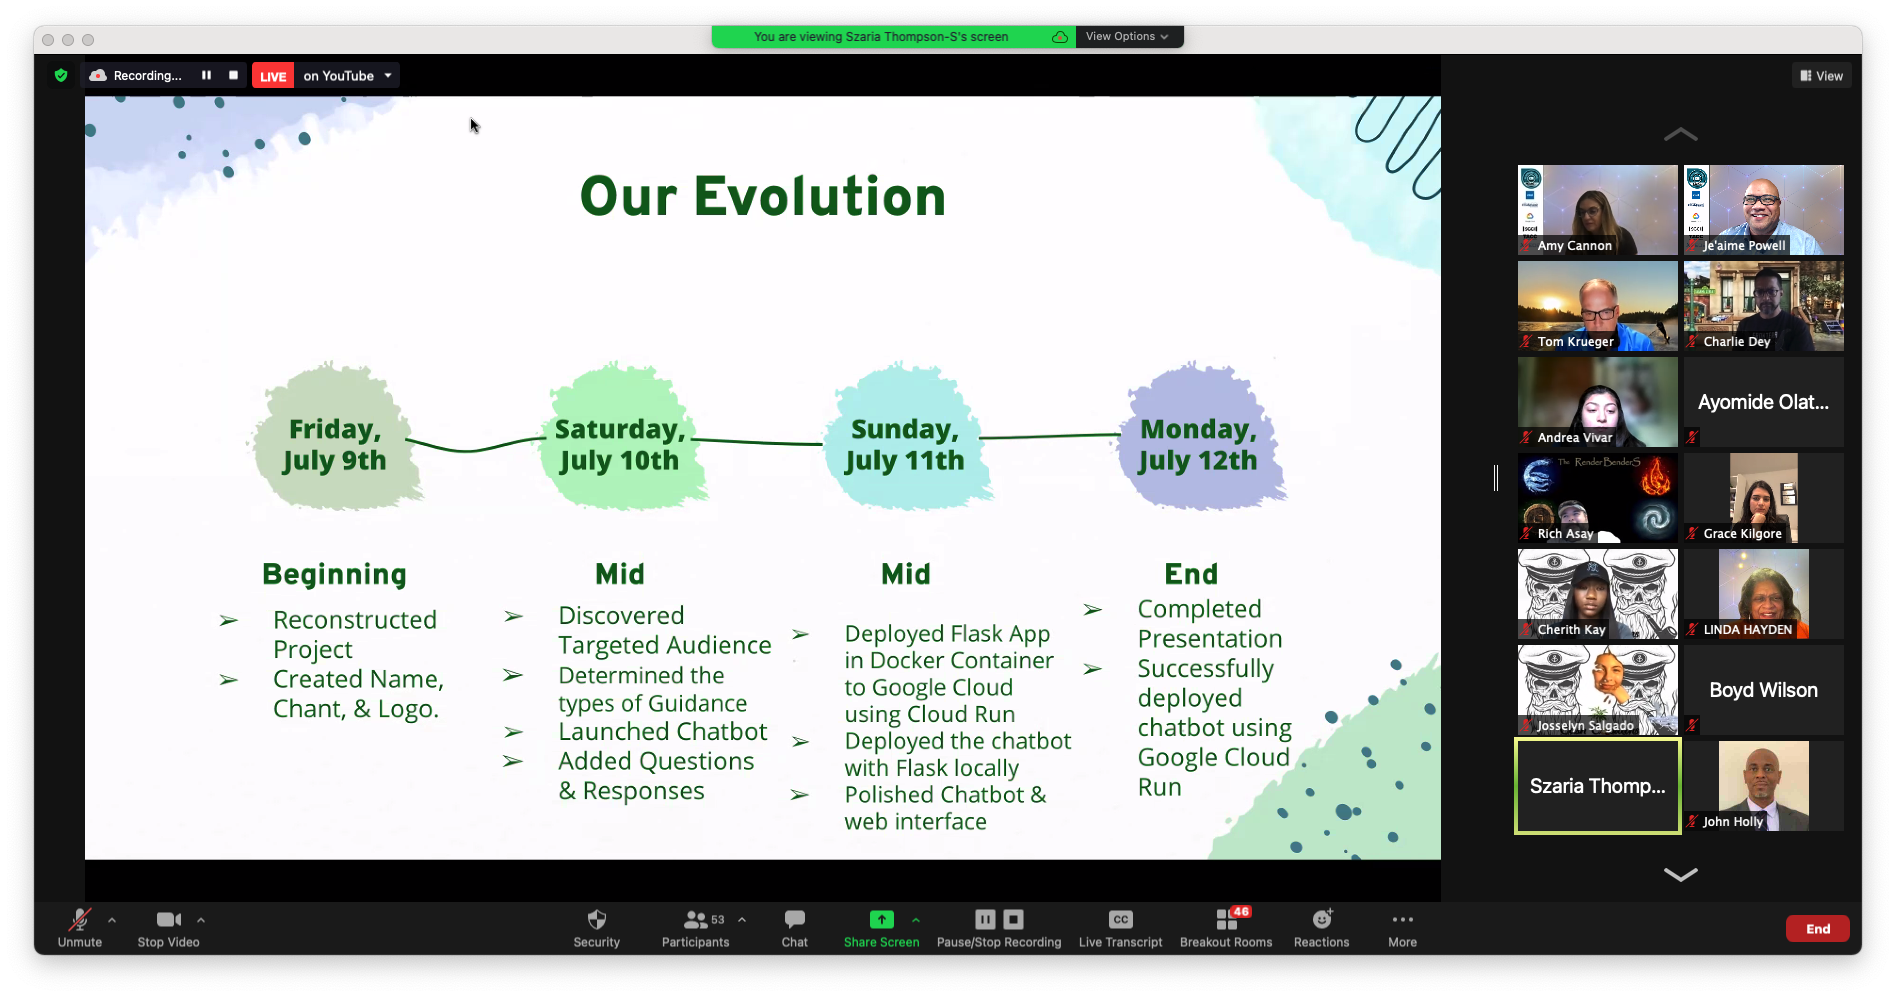 You are viewing Szaria Thompson-S's screen
View Options
Recording...
LIVE
on YouTube
View
Our Evolution
Friday,
July 9th
Saturday,
July 10th
Sunday,
July 11th
Monday,
July 12th
Beginning
➢ Reconstructed
Project
➢ Created Name,
Chant, & Logo.
Mid
➢ Discovered
Targeted Audience
➢ Determined the
types of Guidance
➢ Launched Chatbot
➢ Added Questions
& Responses
Mid
➢ Deployed Flask App
in Docker Container
to Google Cloud
using Cloud Run
➢ Deployed the chatbot
with Flask locally
➢ Polished Chatbot &
web interface
End
➢ Completed
Presentation
➢ Successfully
deployed
chatbot using
Google Cloud
Run
Amy Cannon
Je'aime Powell
Tom Krueger
Charlie Dey
Andrea Vivar
Ayomide Olat...
The RenderBenderS
Rich Asay
Grace Kilgore
Cherith Kay
LINDA HAYDEN
Josselyn Salgado
Boyd Wilson
Szaria Thomp...
John Holly
Unmute
Stop Video
Security
53
Participants
Chat
Share Screen
Pause/Stop Recording
CC
Live Transcript
46
Breakout Rooms
Reactions
More
End